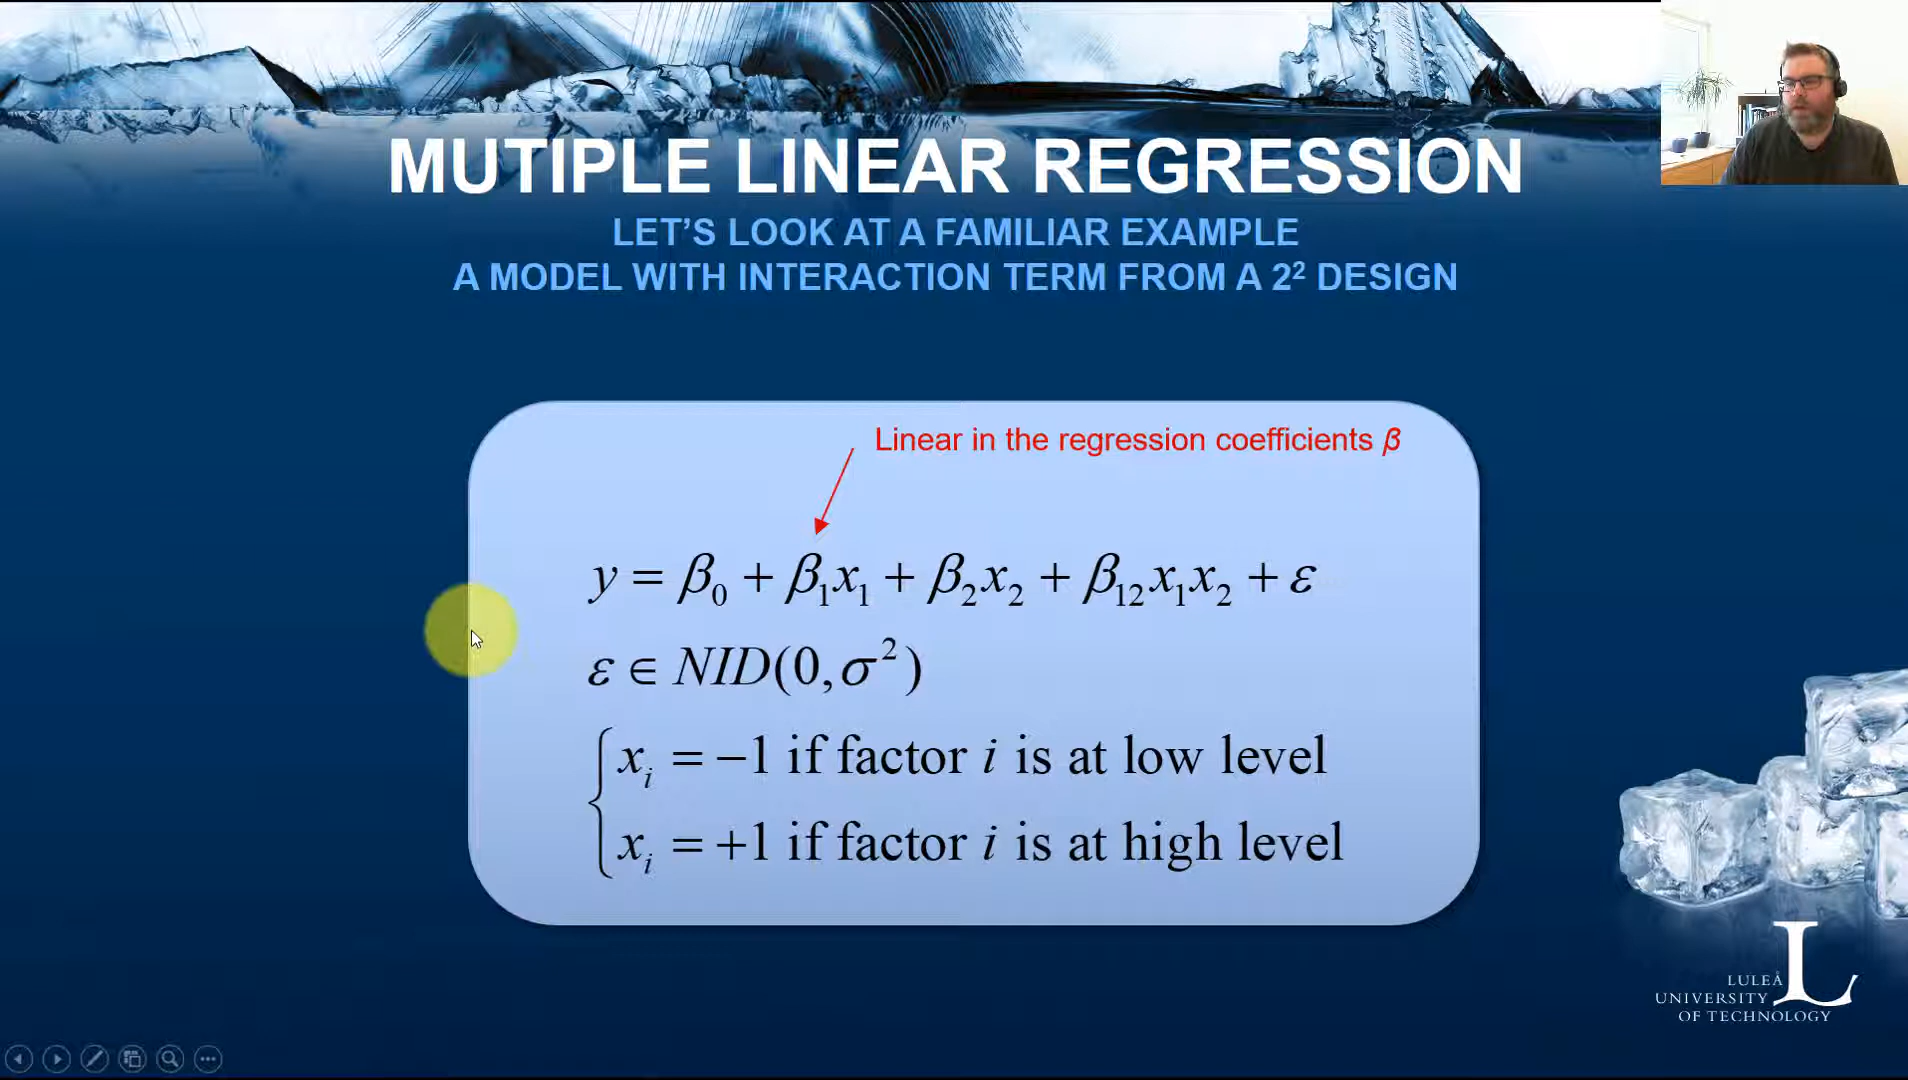 MUTIPLE LINEAR REGRESSION
LET’S LOOK AT A FAMILIAR EXAMPLE
A MODEL WITH INTERACTION TERM FROM A 2² DESIGN
Linear in the regression coefficients β
y = β₀ + β₁x₁ + β₂x₂ + β₁₂x₁x₂ + ε
ε ∈ NID(0, σ²)
xᵢ = −1 if factor i is at low level
xᵢ = +1 if factor i is at high level
LULEÅ
UNIVERSITY
OF TECHNOLOGY
L